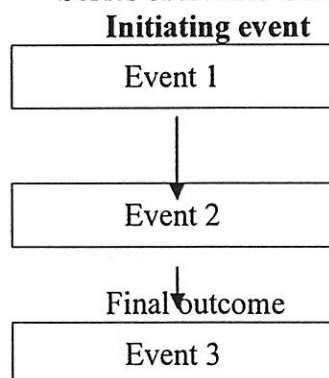 Initiating event
Event 1
Event 2
Final outcome
Event 3